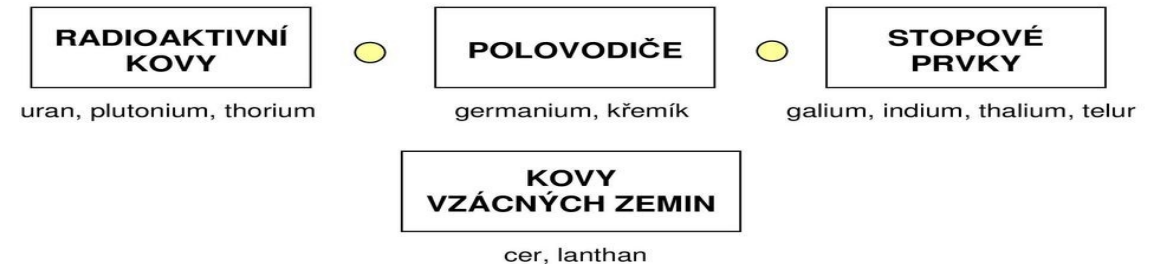 RADIOAKTIVNÍ
KOVY
uran, plutonium, thorium
POLOVODIČE
germanium, křemík
STOPOVÉ
PRVKY
galium, indium, thalium, telur
KOVY
VZÁCNÝCH ZEMIN
cer, lanthan